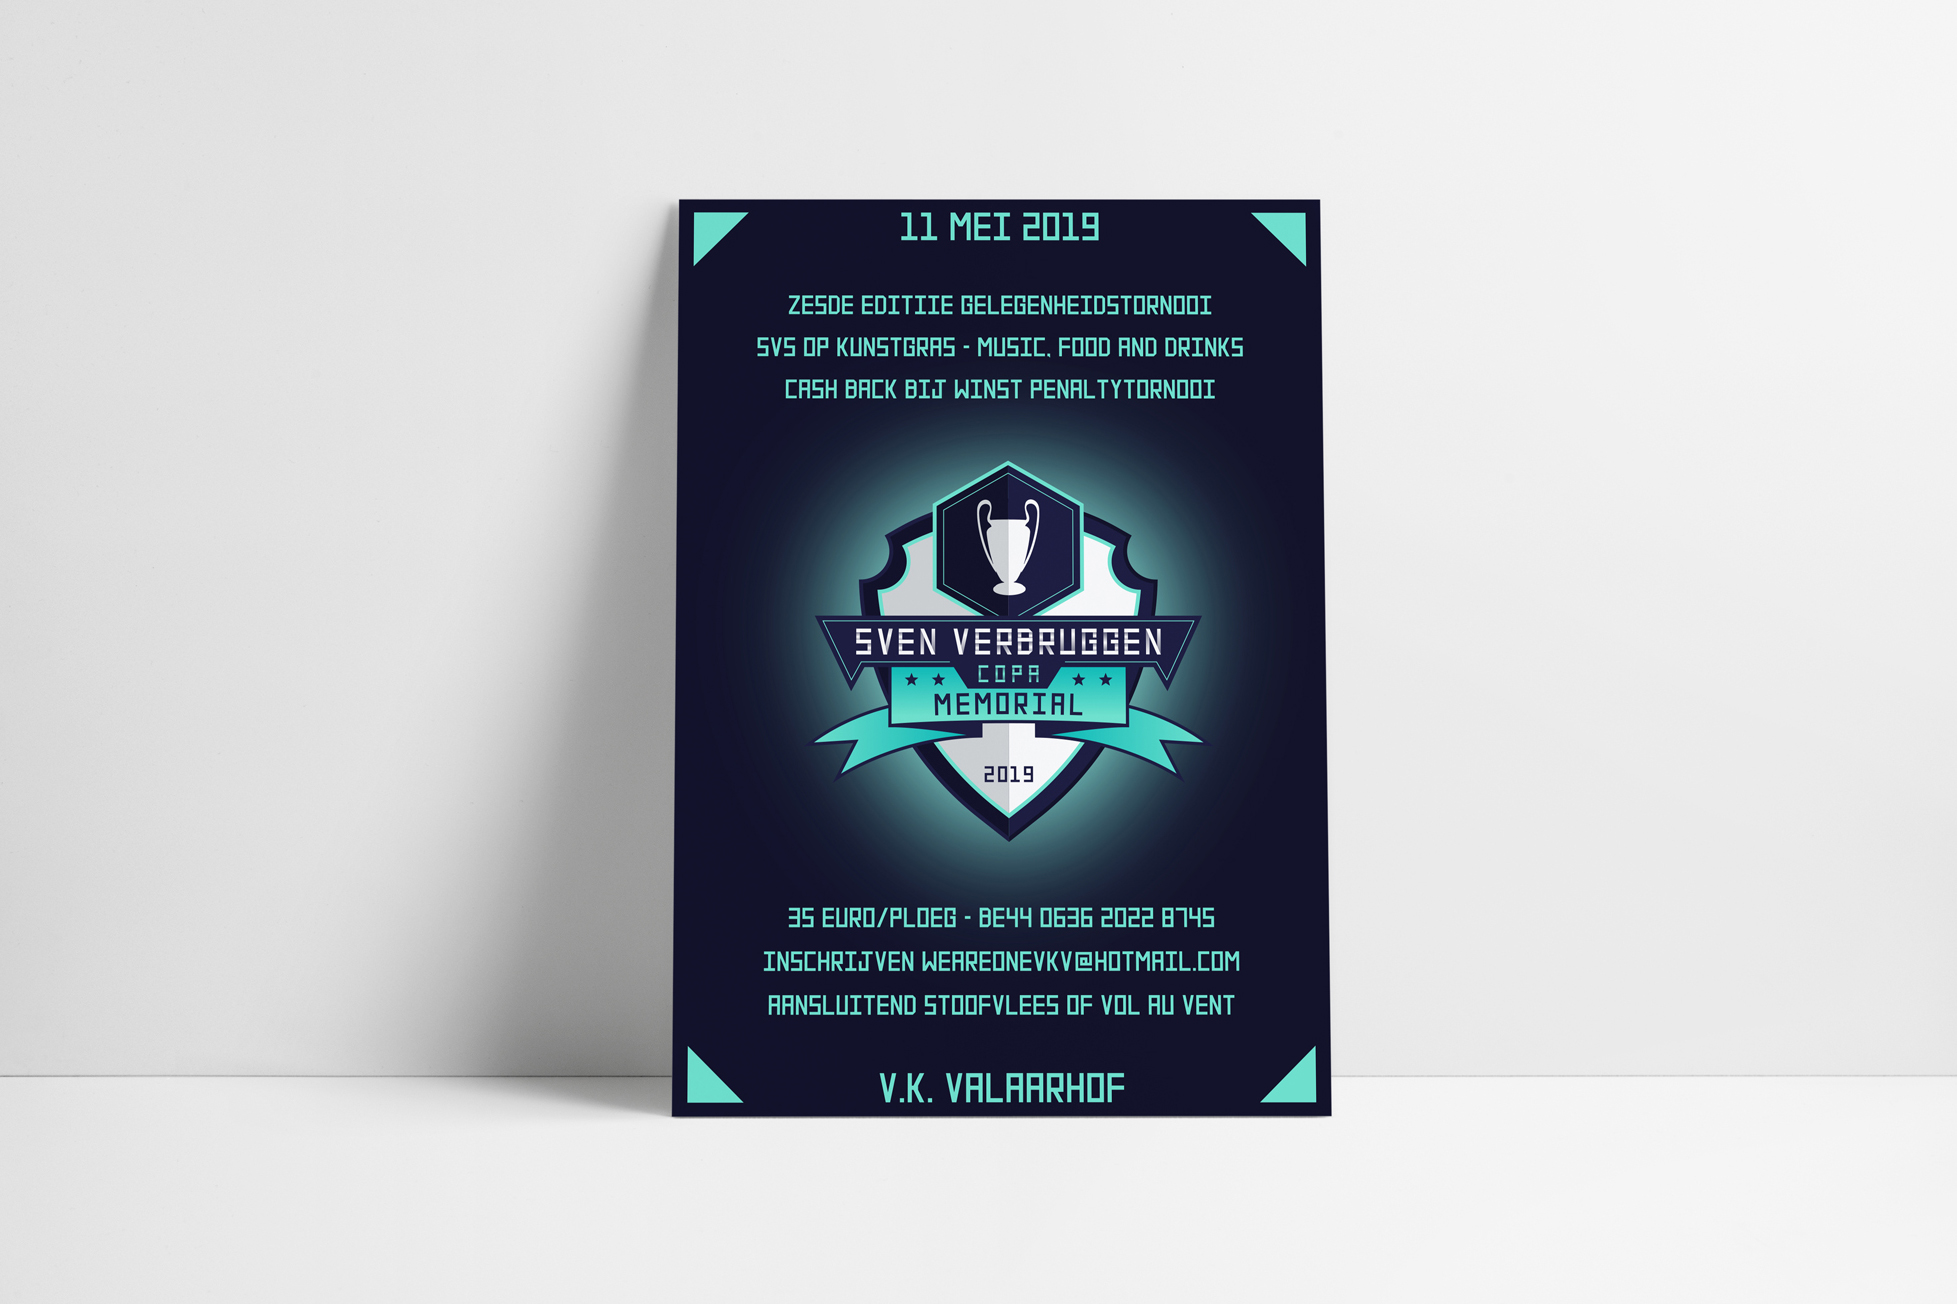 11 MEI 2019
ZESDE EDITIIE GELEGENHEIDSTORNOOI
SVS OP KUNSTGRAS - MUSIC, FOOD AND DRINKS
CASH BACK BIJ WINST PENALTYTORNOOI
SVEN VERBRUGGEN
COPA
MEMORIAL
2019
35 EURO/PLOEG - BE44 0636 2022 8745
INSCHRIJVEN WEAREONEVKV@HOTMAIL.COM
AANSLUITEND STOOFVLEES OF VOL AU VENT
V.K. VALAARHOF